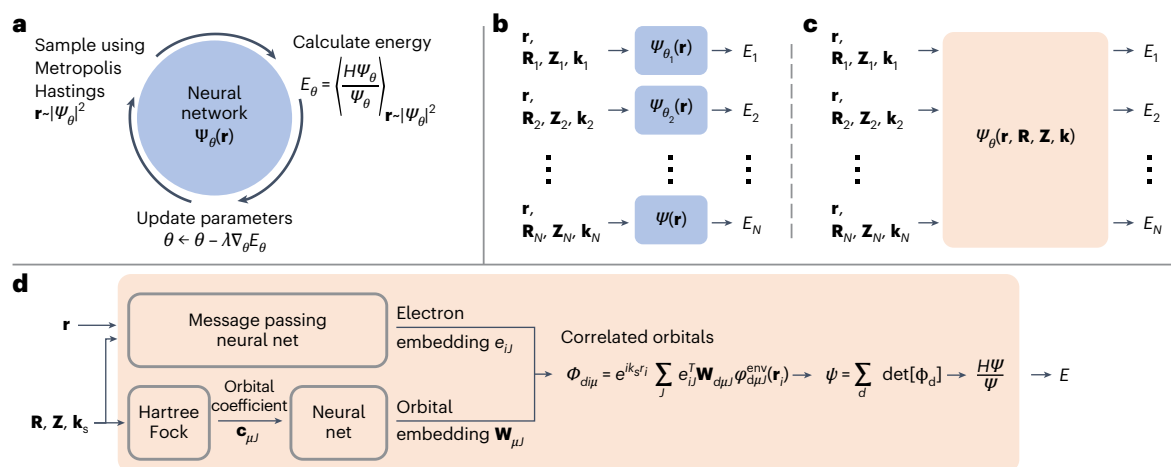 a
Sample using
Metropolis
Hastings
r~|Ψθ|²
Neural
network
Ψθ(r)
Calculate energy
Eθ = ⟨HΨθ / Ψθ⟩ r~|Ψθ|²
Update parameters
θ ← θ − λ∇θEθ
b
r,
R1, Z1, k1
Ψθ1(r)
E1
r,
R2, Z2, k2
Ψθ2(r)
E2
r,
RN, ZN, kN
Ψ(r)
EN
c
r,
R1, Z1, k1
E1
r,
R2, Z2, k2
E2
Ψθ(r, R, Z, k)
r,
RN, ZN, kN
EN
d
r
Message passing
neural net
Electron
embedding eiJ
R, Z, ks
Hartree
Fock
Orbital
coefficient
cμJ
Neural
net
Orbital
embedding WμJ
Correlated orbitals
Φdiμ = e^{iksri} ∑J eiJ^T WdμJ φdμJ^env(ri)
ψ = ∑d det[ϕd]
HΨ / Ψ
E